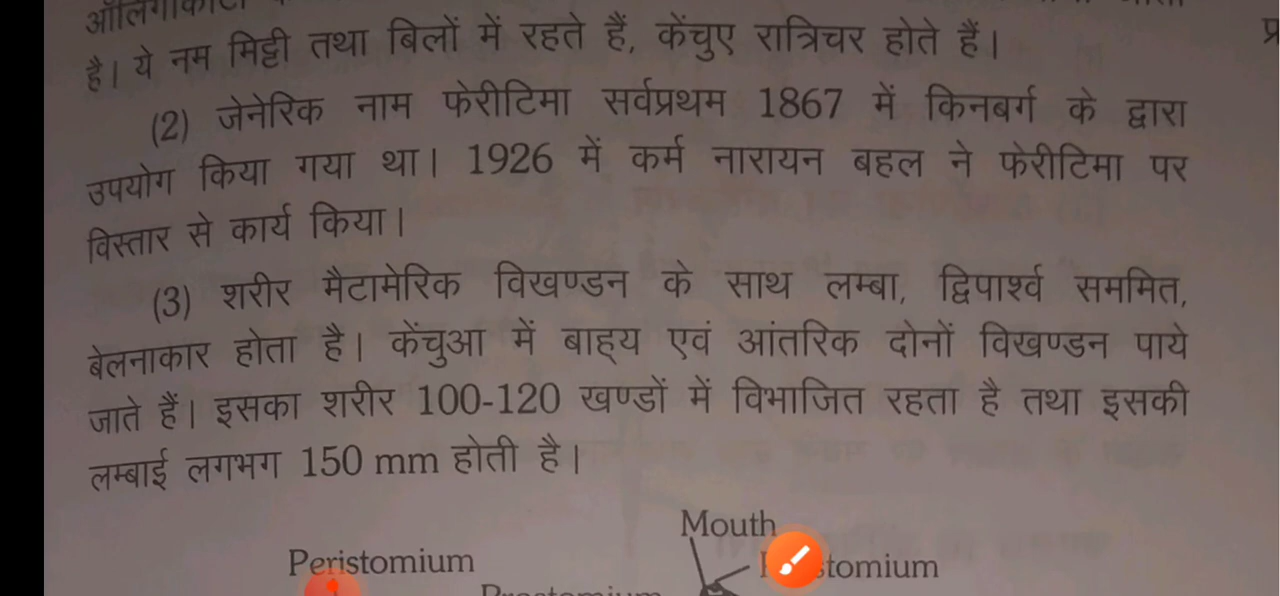 है। ये नम मिट्टी तथा बिलों में रहते हैं, केंचुए रात्रिचर होते हैं।
(2) जेनेरिक नाम फेरीटिमा सर्वप्रथम 1867 में किनबर्ग के द्वारा
उपयोग किया गया था। 1926 में कर्म नारायन बहल ने फेरीटिमा पर
विस्तार से कार्य किया।
(3) शरीर मैटामेरिक विखण्डन के साथ लम्बा, द्विपार्श्व सममित,
बेलनाकार होता है। केंचुआ में बाह्य एवं आंतरिक दोनों विखण्डन पाये
जाते हैं। इसका शरीर 100-120 खण्डों में विभाजित रहता है तथा इसकी
लम्बाई लगभग 150 mm होती है।
Mouth
Peristomium